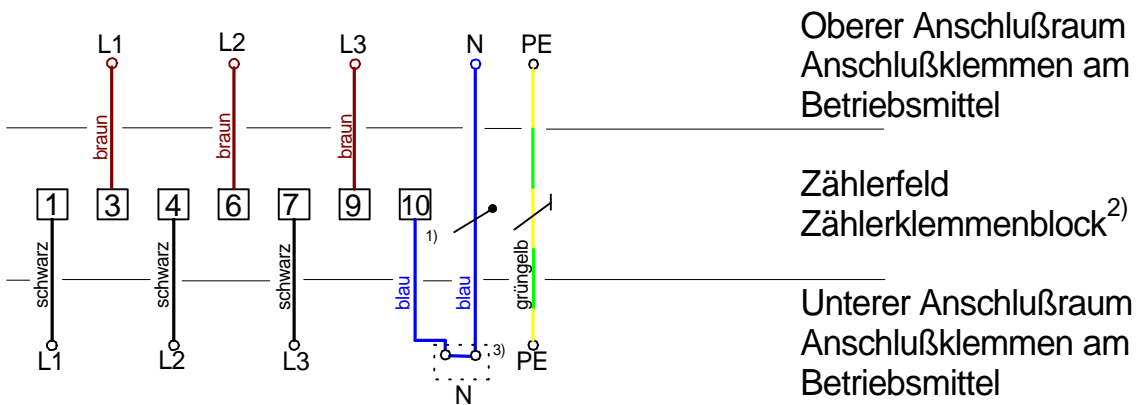 L1 L2 L3 N PE
Oberer Anschlußraum
Anschlußklemmen am
Betriebsmittel
braun braun braun
1 3 4 6 7 9 10
Zählerfeld
Zählerklemmenblock2)
1)
schwarz schwarz schwarz blau blau grüngelb
Unterer Anschlußraum
Anschlußklemmen am
Betriebsmittel
L1 L2 L3 3) PE
N